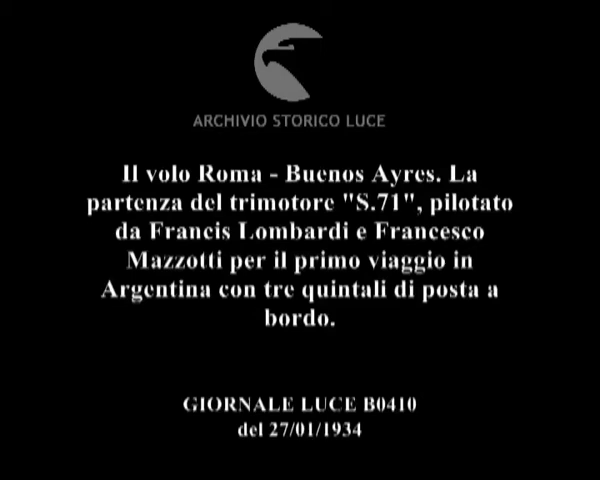 ARCHIVIO STORICO LUCE
Il volo Roma - Buenos Ayres. La
partenza del trimotore "S.71", pilotato
da Francis Lombardi e Francesco
Mazzotti per il primo viaggio in
Argentina con tre quintali di posta a
bordo.
GIORNALE LUCE B0410
del 27/01/1934